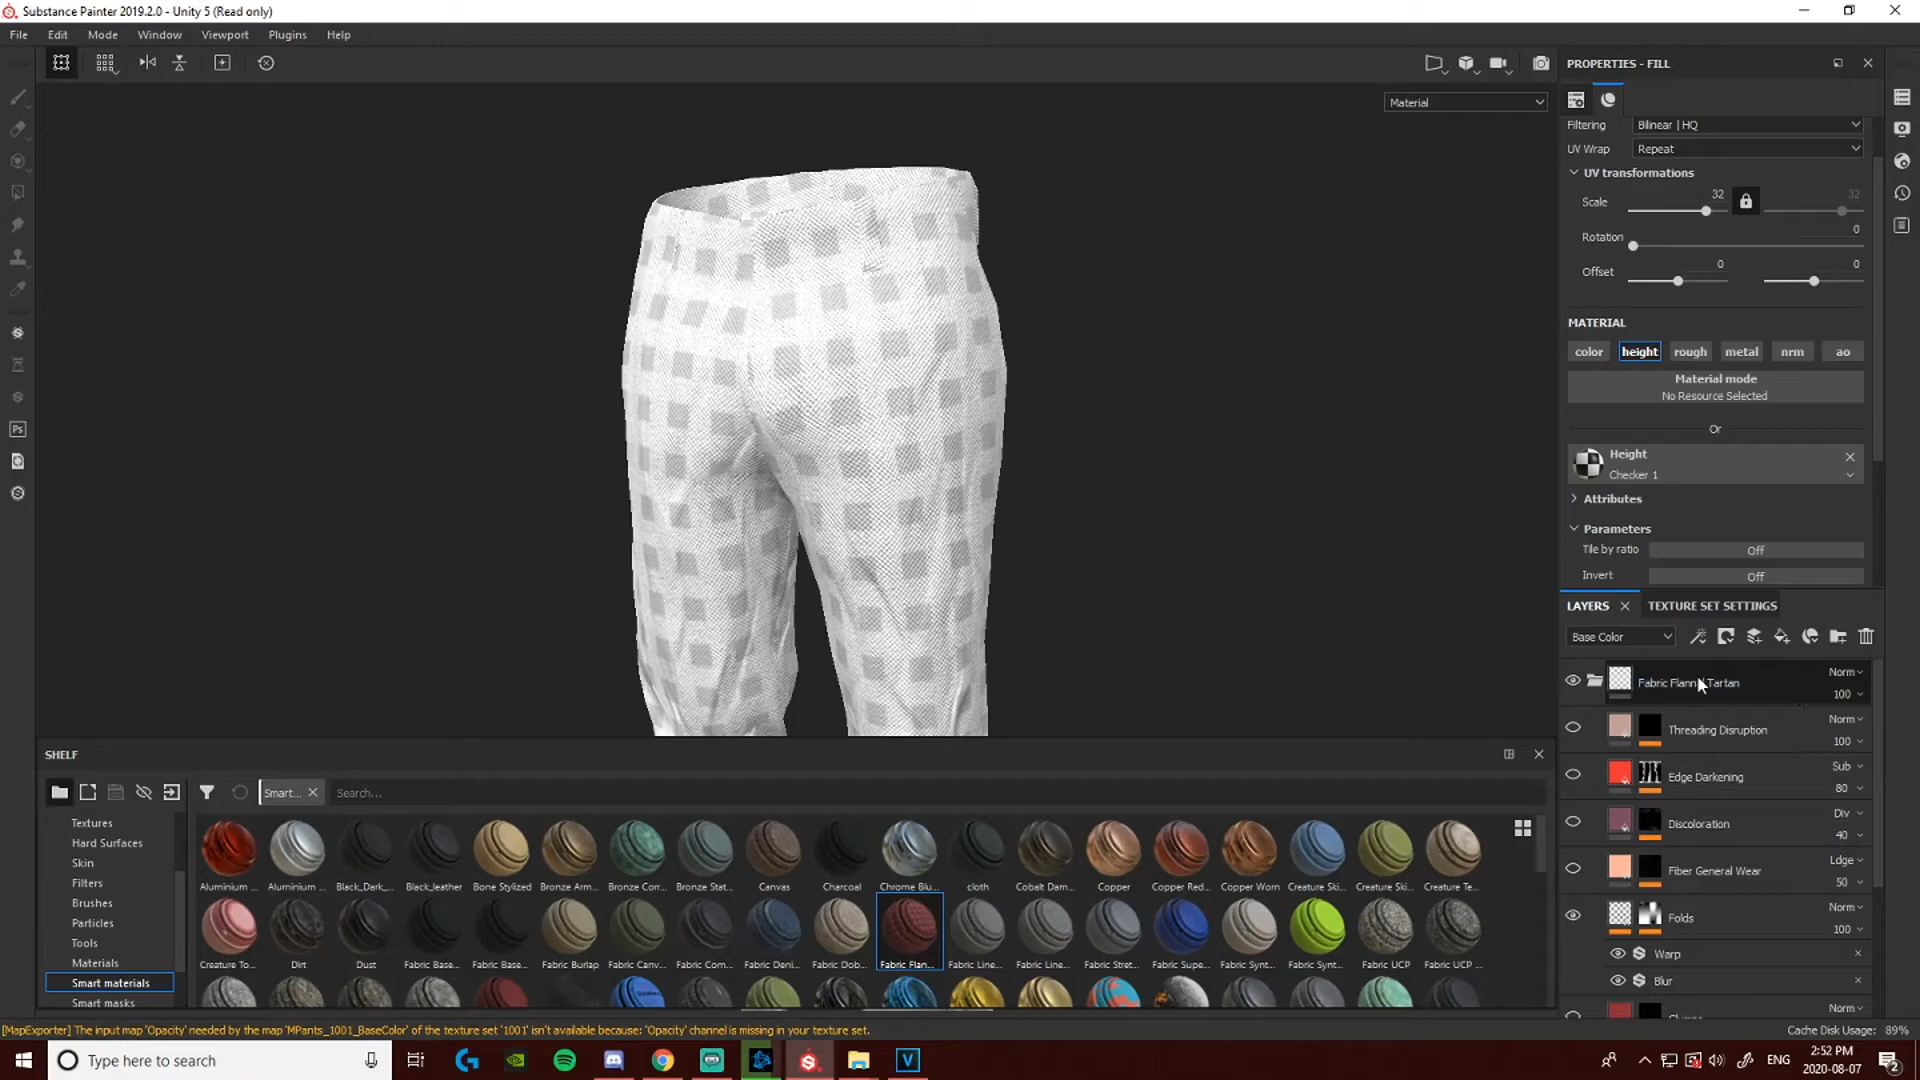 Substance Painter 2019.2.0 - Unity 5 (Read only)
File Edit Mode Window Viewport Plugins Help
Material
PROPERTIES - FILL
Filtering Bilinear | HQ
UV Wrap Repeat
UV transformations
Scale 32 32
Rotation 0
Offset 0 0
MATERIAL
color height rough metal nrm ao
Material mode
No Resource Selected
Or
Height
Checker 1
Attributes
Parameters
Tile by ratio Off
Invert Off
LAYERS TEXTURE SET SETTINGS
Base Color
Fabric Flann Tartan Norm 100
Threading Disruption Norm 100
Edge Darkening Sub 80
Discoloration Div 40
Fiber General Wear Ldge 50
Folds Norm 100
Warp
Blur
Norm
SHELF
Smart... Search...
Textures
Hard Surfaces
Skin
Filters
Brushes
Particles
Tools
Materials
Smart materials
Smart masks
Aluminium ... Aluminium ... Black_Dark_... Black_leather Bone Stylized Bronze Arm... Bronze Corr... Bronze Stat... Canvas Charcoal Chrome Blu... cloth Cobalt Dam... Copper Copper Red... Copper Worn Creature Ski... Creature Ski... Creature Te...
Creature To... Dirt Dust Fabric Base... Fabric Base... Fabric Burlap Fabric Canv... Fabric Com... Fabric Deni... Fabric Dob... Fabric Flan... Fabric Line... Fabric Line... Fabric Stret... Fabric Supe... Fabric Synt... Fabric Synt... Fabric UCP Fabric UCP ...
[MapExporter] The input map 'Opacity' needed by the map 'MPants_1001_BaseColor' of the texture set '1001' isn't available because: 'Opacity' channel is missing in your texture set.
Cache Disk Usage: 89%
Type here to search
ENG
2:52 PM
2020-08-07
2